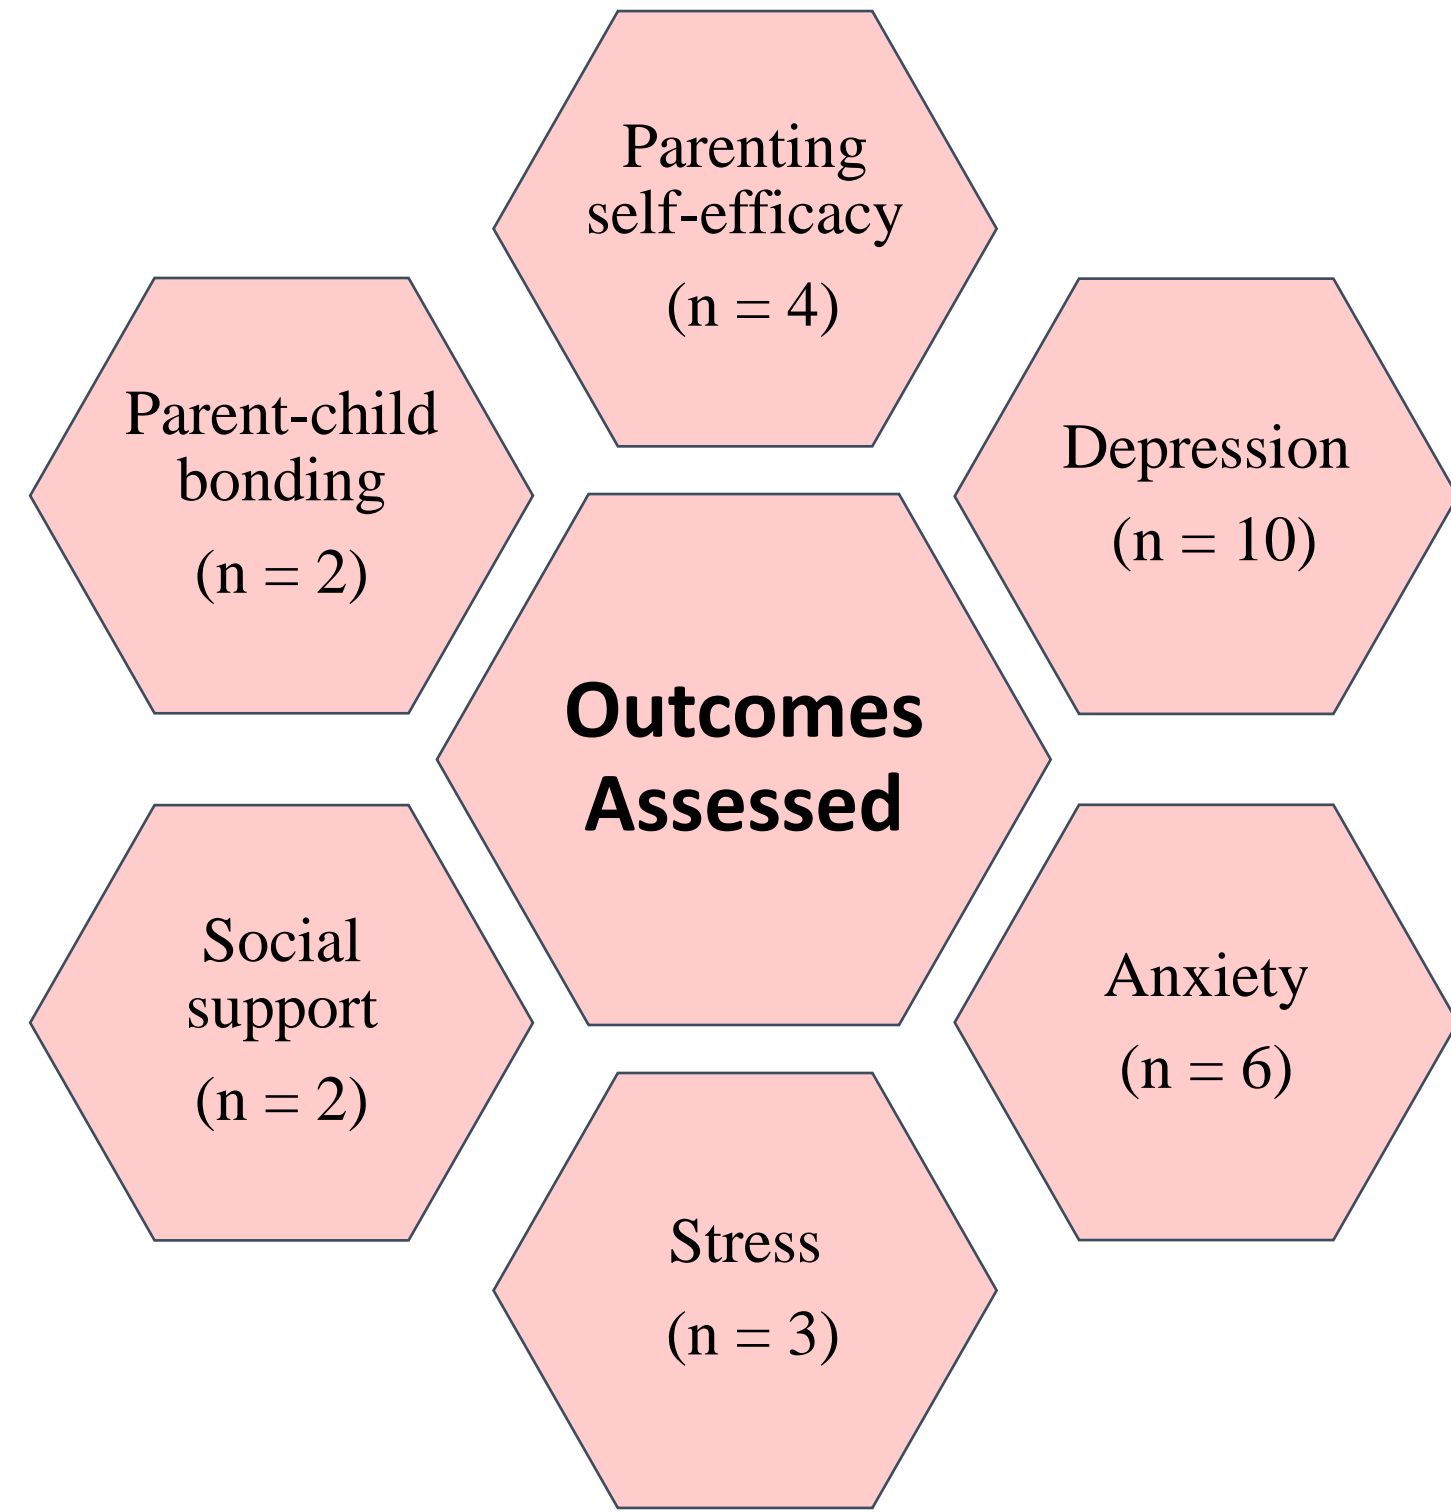 Parenting
self-efficacy
(n = 4)
Parent-child
bonding
(n = 2)
Depression
(n = 10)
Outcomes
Assessed
Social
support
(n = 2)
Anxiety
(n = 6)
Stress
(n = 3)